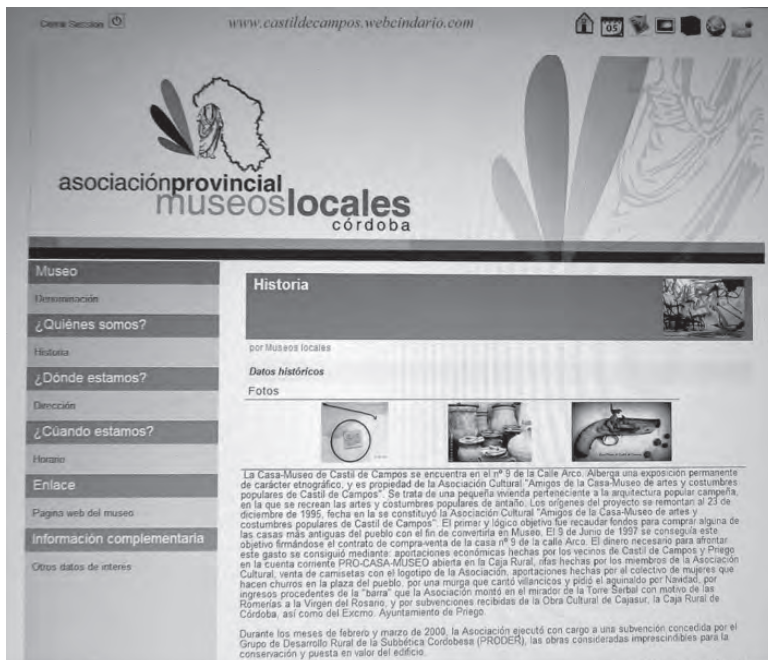 Cerrar Sección
www.castildecampos.webcindario.com
05
asociaciónprovincial
museoslocales
córdoba
Museo
Denominación
¿Quiénes somos?
Historia
¿Dónde estamos?
Dirección
¿Cúando estamos?
Horario
Enlace
Pagina web del museo
Información complementaria
Otros datos de interés
Historia
por Museos locales
Datos históricos
Fotos
La Casa-Museo de Castil de Campos se encuentra en el nº 9 de la Calle Arco. Alberga una exposición permanente
de carácter etnográfico, y es propiedad de la Asociación Cultural "Amigos de la Casa-Museo de artes y costumbres
populares de Castil de Campos". Se trata de una pequeña vivienda perteneciente a la arquitectura popular campeña,
en la que se recrean las artes y costumbres populares de antaño. Los orígenes del proyecto se remontan al 23 de
diciembre de 1995, fecha en la se constituyó la Asociación Cultural "Amigos de la Casa-Museo de artes y
costumbres populares de Castil de Campos". El primer y lógico objetivo fue recaudar fondos para comprar alguna de
las casas más antiguas del pueblo con el fin de convertirla en Museo. El 9 de Junio de 1997 se conseguía este
objetivo firmándose el contrato de compra-venta de la casa nº 9 de la calle Arco. El dinero necesario para afrontar
este gasto se consiguió mediante: aportaciones económicas hechas por los vecinos de Castil de Campos y Priego
en la cuenta corriente PRO-CASA-MUSEO abierta en la Caja Rural, rifas hechas por los miembros de la Asociación
Cultural, venta de camisetas con el logotipo de la Asociación, aportaciones hechas por el colectivo de mujeres que
hacen churros en la plaza del pueblo, por una murga que cantó villancicos y pidió el aguinaldo por Navidad, por
ingresos procedentes de la "barra" que la Asociación montó en el mirador de la Torre Serbal con motivo de las
Romerías a la Virgen del Rosario, y por subvenciones recibidas de la Obra Cultural de Cajasur, la Caja Rural de
Córdoba, así como del Excmo. Ayuntamiento de Priego.
Durante los meses de febrero y marzo de 2000, la Asociación ejecutó con cargo a una subvención concedida por el
Grupo de Desarrollo Rural de la Subbética Cordobesa (PRODER), las obras consideradas imprescindibles para la
conservación y puesta en valor del edificio.